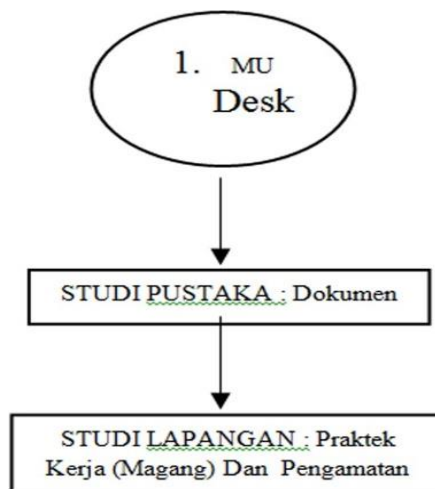 1. MU
Desk
STUDI PUSTAKA : Dokumen
STUDI LAPANGAN : Praktek
Kerja (Magang) Dan Pengamatan